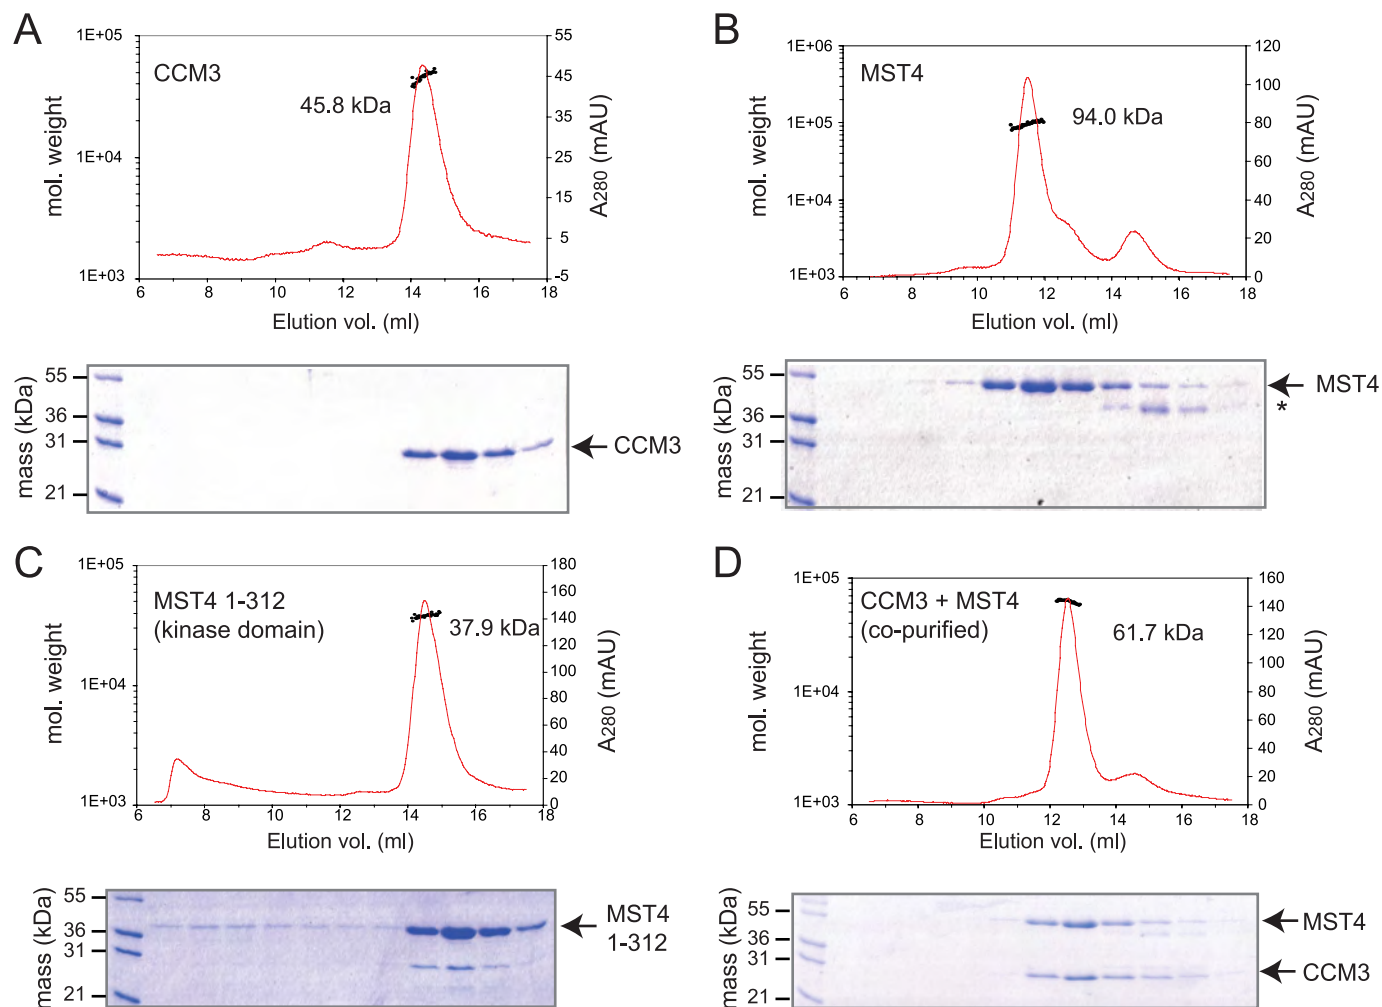 A
CCM3
45.8 kDa
mol. weight
1E+05
1E+04
1E+03
55
45
35
25
15
5
-5
A280 (mAU)
6 8 10 12 14 16 18
Elution vol. (ml)
mass (kDa)
55
36
31
21
CCM3
B
MST4
94.0 kDa
mol. weight
1E+06
1E+05
1E+04
1E+03
120
100
80
60
40
20
0
A280 (mAU)
6 8 10 12 14 16 18
Elution vol. (ml)
mass (kDa)
55
36
31
21
MST4
*
C
MST4 1-312
(kinase domain)
37.9 kDa
mol. weight
1E+05
1E+04
1E+03
180
160
140
120
100
80
60
40
20
0
A280 (mAU)
6 8 10 12 14 16 18
Elution vol. (ml)
mass (kDa)
55
36
31
21
MST4
1-312
D
CCM3 + MST4
(co-purified)
61.7 kDa
mol. weight
1E+05
1E+04
1E+03
160
140
120
100
80
60
40
20
0
A280 (mAU)
6 8 10 12 14 16 18
Elution vol. (ml)
mass (kDa)
55
36
31
21
MST4
CCM3